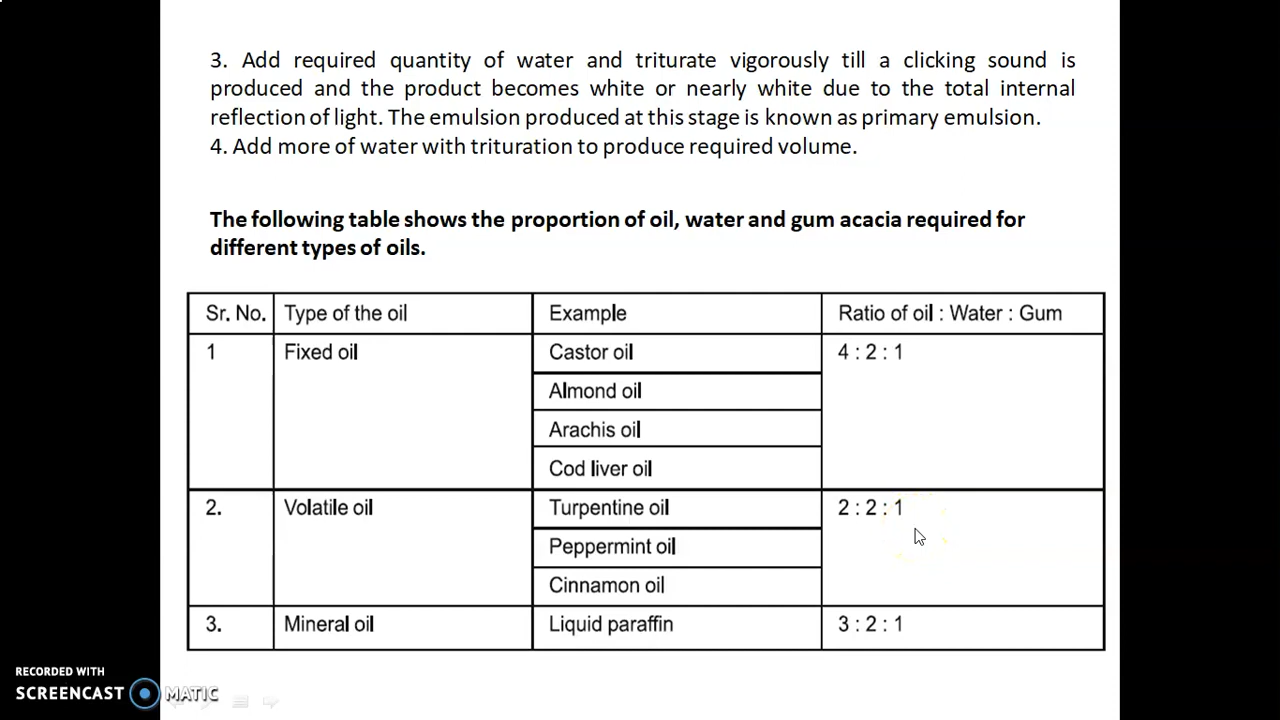 3. Add required quantity of water and triturate vigorously till a clicking sound is
produced and the product becomes white or nearly white due to the total internal
reflection of light. The emulsion produced at this stage is known as primary emulsion.
4. Add more of water with trituration to produce required volume.
The following table shows the proportion of oil, water and gum acacia required for
different types of oils.
Sr. No. Type of the oil Example Ratio of oil : Water : Gum
1 Fixed oil Castor oil 4 : 2 : 1
Almond oil
Arachis oil
Cod liver oil
2. Volatile oil Turpentine oil 2 : 2 : 1
Peppermint oil
Cinnamon oil
3. Mineral oil Liquid paraffin 3 : 2 : 1
RECORDED WITH
SCREENCAST MATIC